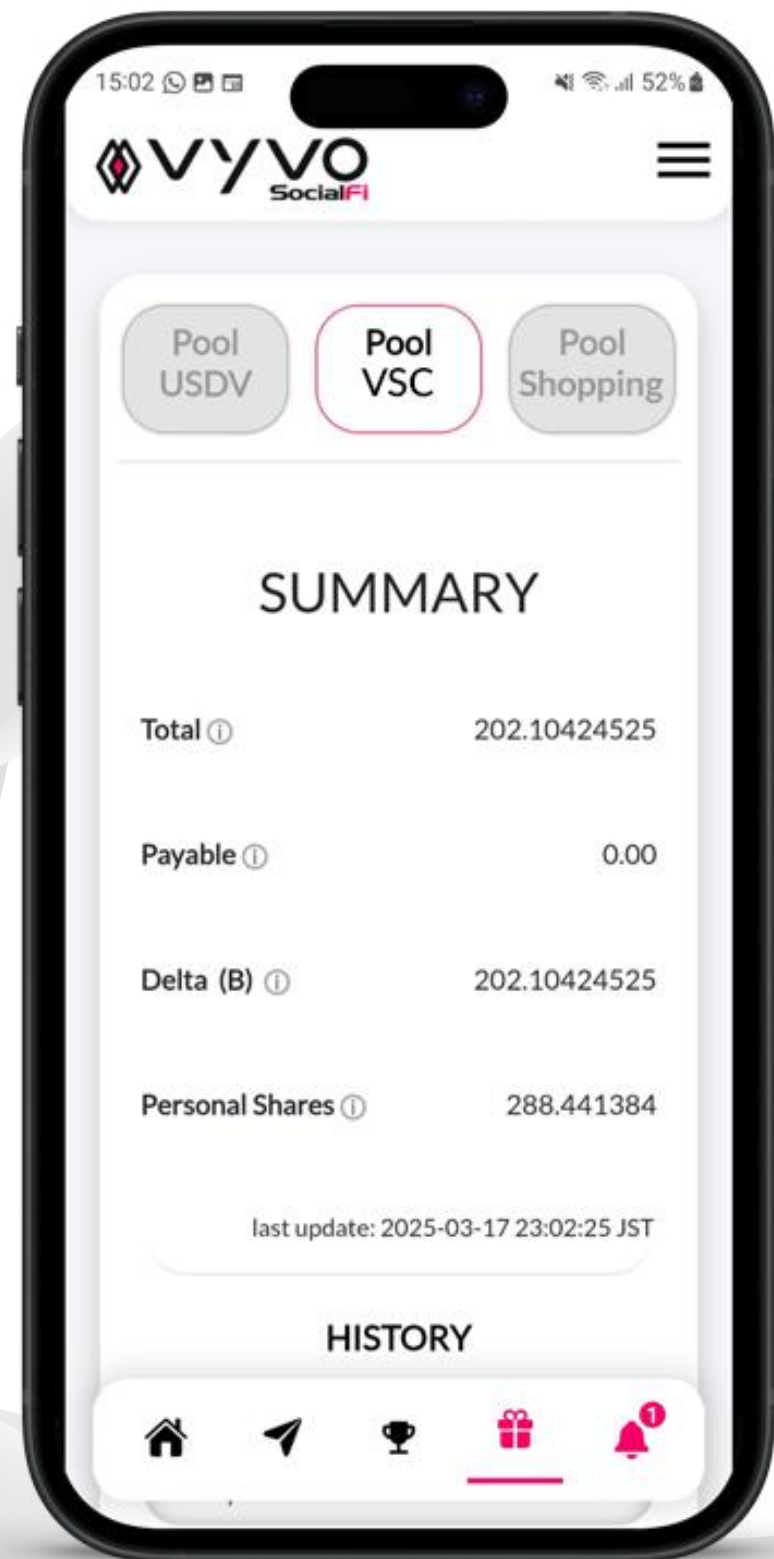 15:02 52%
VYVO
SocialFi
Pool
USDV
Pool
VSC
Pool
Shopping
SUMMARY
Total 202.10424525
Payable 0.00
Delta (B) 202.10424525
Personal Shares 288.441384
last update: 2025-03-17 23:02:25 JST
HISTORY
1